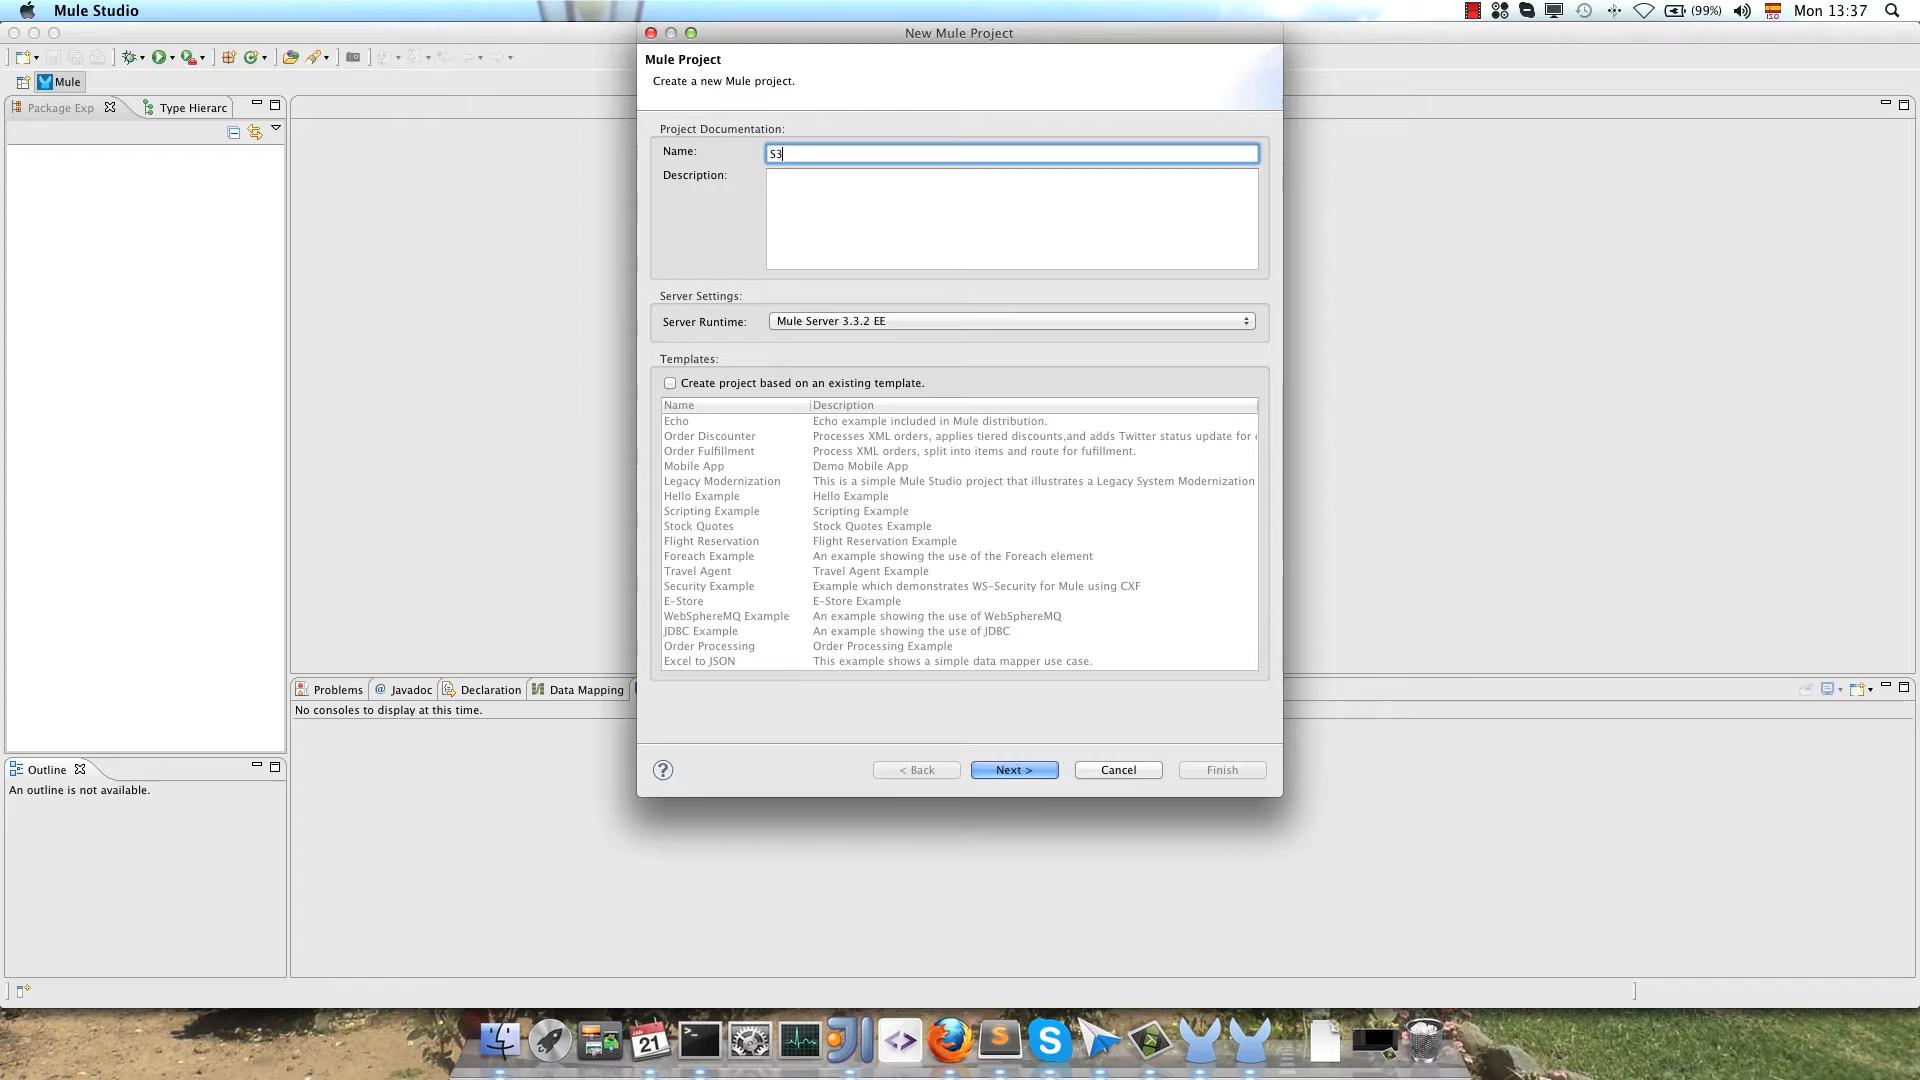 Mule Studio
(99%)
ISO
Mon 13:37
New Mule Project
Mule
Mule Project
Create a new Mule project.
Package Exp
Type Hierarc
Project Documentation:
Name:
S3
Description:
Server Settings:
Server Runtime:
Mule Server 3.3.2 EE
Templates:
Create project based on an existing template.
Name Description
Echo Echo example included in Mule distribution.
Order Discounter Processes XML orders, applies tiered discounts,and adds Twitter status update for
Order Fulfillment Process XML orders, split into items and route for fufillment.
Mobile App Demo Mobile App
Legacy Modernization This is a simple Mule Studio project that illustrates a Legacy System Modernization
Hello Example Hello Example
Scripting Example Scripting Example
Stock Quotes Stock Quotes Example
Flight Reservation Flight Reservation Example
Foreach Example An example showing the use of the Foreach element
Travel Agent Travel Agent Example
Security Example Example which demonstrates WS-Security for Mule using CXF
E-Store E-Store Example
WebSphereMQ Example An example showing the use of WebSphereMQ
JDBC Example An example showing the use of JDBC
Order Processing Order Processing Example
Excel to JSON This example shows a simple data mapper use case.
Problems
@ Javadoc
Declaration
Data Mapping
No consoles to display at this time.
< Back
Next >
Cancel
Finish
Outline
An outline is not available.
JAN
21